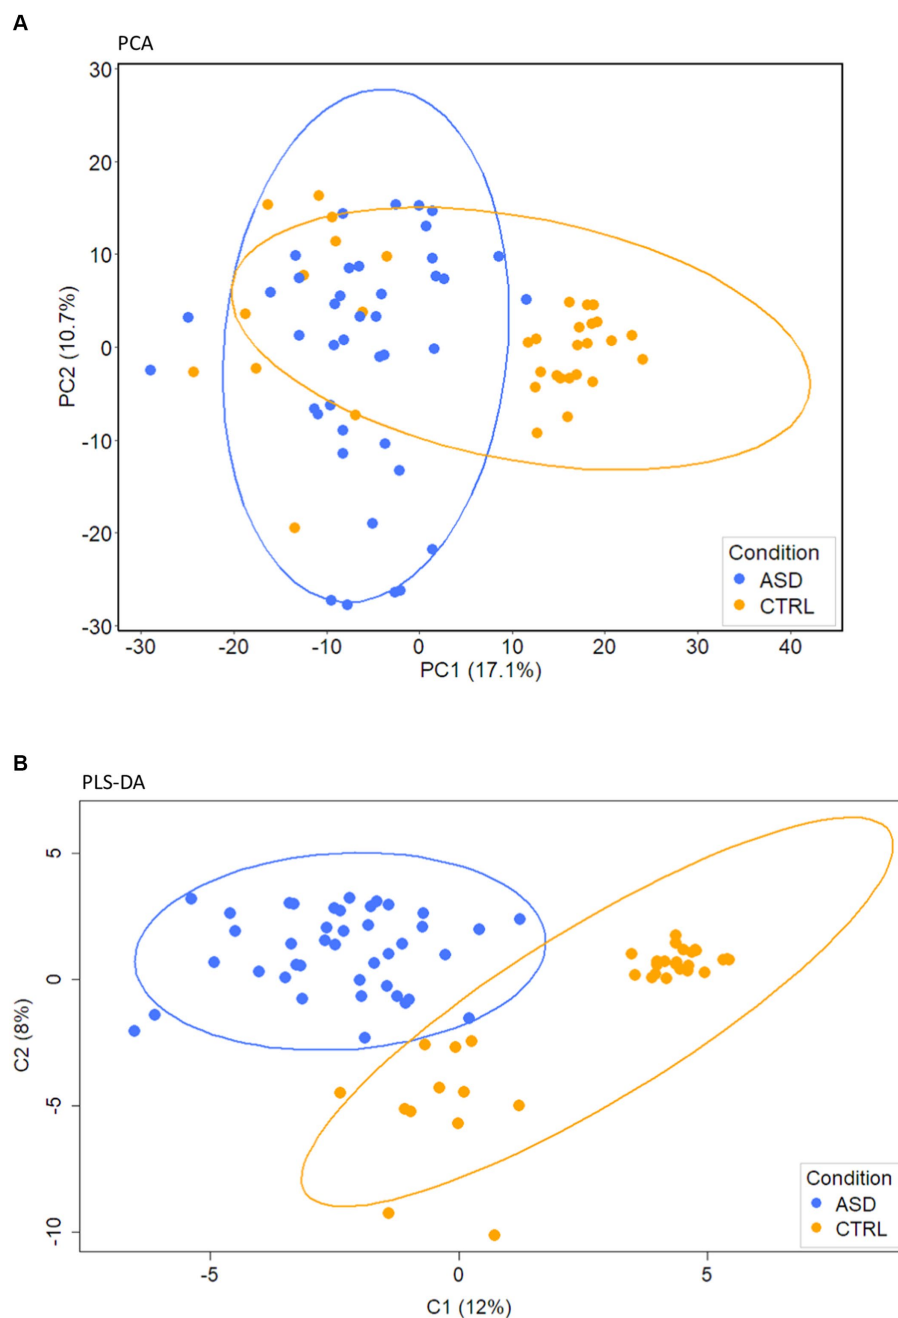 A
PCA
30
20
10
0
-10
-20
-30
PC2 (10.7%)
-30 -20 -10 0 10 20 30 40
PC1 (17.1%)
Condition
ASD
CTRL
B
PLS-DA
5
0
-5
-10
C2 (8%)
-5 0 5
C1 (12%)
Condition
ASD
CTRL